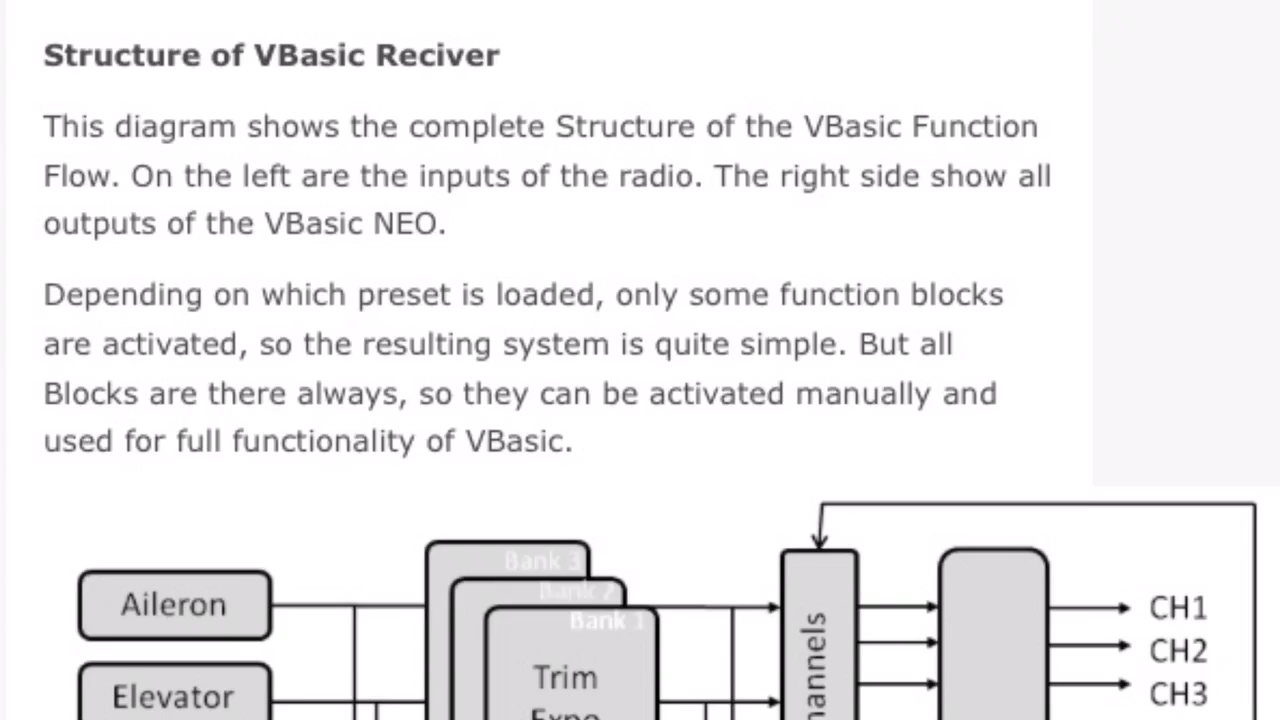 Structure of VBasic Reciver
This diagram shows the complete Structure of the VBasic Function
Flow. On the left are the inputs of the radio. The right side show all
outputs of the VBasic NEO.
Depending on which preset is loaded, only some function blocks
are activated, so the resulting system is quite simple. But all
Blocks are there always, so they can be activated manually and
used for full functionality of VBasic.
Bank 3
Bank 2
Bank 1
Aileron
Elevator
Trim
Expo
CH1
CH2
CH3